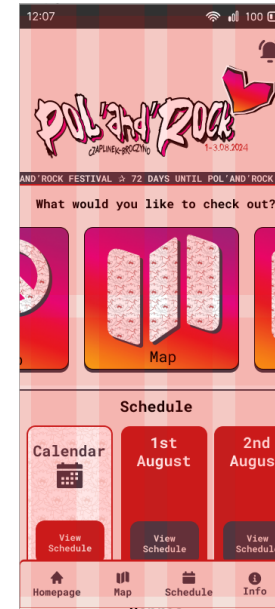 12:07
100
POL'and'ROCK
CZAPLINEK-BROCZYNO
1-3.08.2024
AND'ROCK FESTIVAL ☆ 72 DAYS UNTIL POL'AND'ROCK
What would you like to check out?
Map
Schedule
Calendar
1st
August
2nd
Augus
View
Schedule
View
Schedule
View
Schedul
Homepage
Map
Schedule
Info